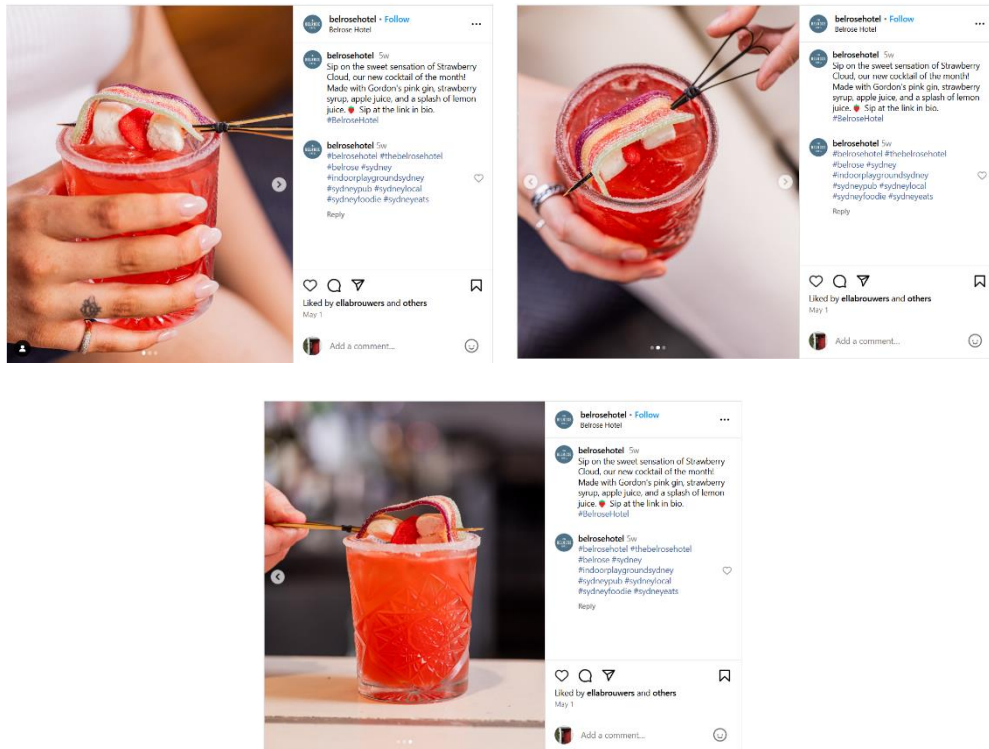 belrosehotel • Follow
Belrose Hotel
belrosehotel 5w
Sip on the sweet sensation of Strawberry
Cloud, our new cocktail of the month!
Made with Gordon's pink gin, strawberry
syrup, apple juice, and a splash of lemon
juice. 🍓 Sip at the link in bio.
#BelroseHotel
belrosehotel 5w
#belrosehotel #thebelrosehotel
#belrose #sydney
#indoorplaygroundsydney
#sydneypub #sydneylocal
#sydneyfoodie #sydneyeats
Reply
Liked by ellabrouwers and others
May 1
Add a comment...
belrosehotel • Follow
Belrose Hotel
belrosehotel 5w
Sip on the sweet sensation of Strawberry
Cloud, our new cocktail of the month!
Made with Gordon's pink gin, strawberry
syrup, apple juice, and a splash of lemon
juice. 🍓 Sip at the link in bio.
#BelroseHotel
belrosehotel 5w
#belrosehotel #thebelrosehotel
#belrose #sydney
#indoorplaygroundsydney
#sydneypub #sydneylocal
#sydneyfoodie #sydneyeats
Reply
Liked by ellabrouwers and others
May 1
Add a comment...
belrosehotel • Follow
Belrose Hotel
belrosehotel 5w
Sip on the sweet sensation of Strawberry
Cloud, our new cocktail of the month!
Made with Gordon's pink gin, strawberry
syrup, apple juice, and a splash of lemon
juice. 🍓 Sip at the link in bio.
#BelroseHotel
belrosehotel 5w
#belrosehotel #thebelrosehotel
#belrose #sydney
#indoorplaygroundsydney
#sydneypub #sydneylocal
#sydneyfoodie #sydneyeats
Reply
Liked by ellabrouwers and others
May 1
Add a comment...